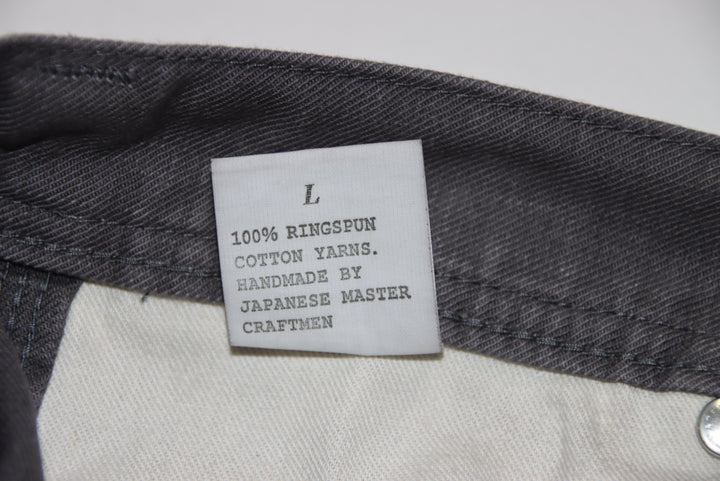 L
100% RINGSPUN
COTTON YARNS.
HANDMADE BY
JAPANESE MASTER
CRAFTMEN